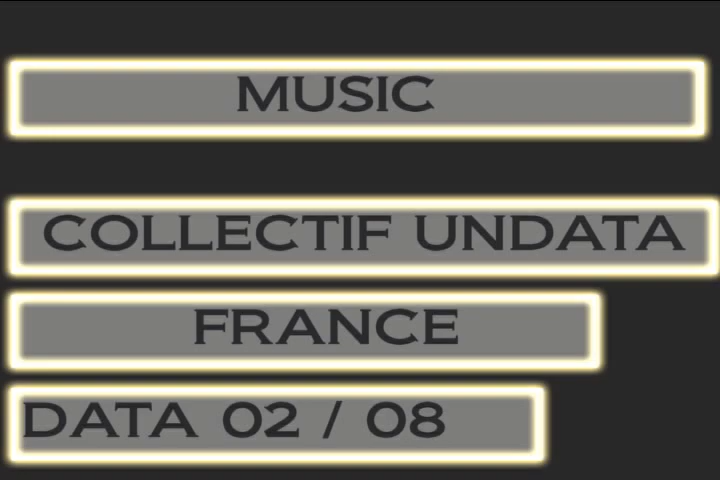 MUSIC
COLLECTIF UNDATA
FRANCE
DATA 02 / 08